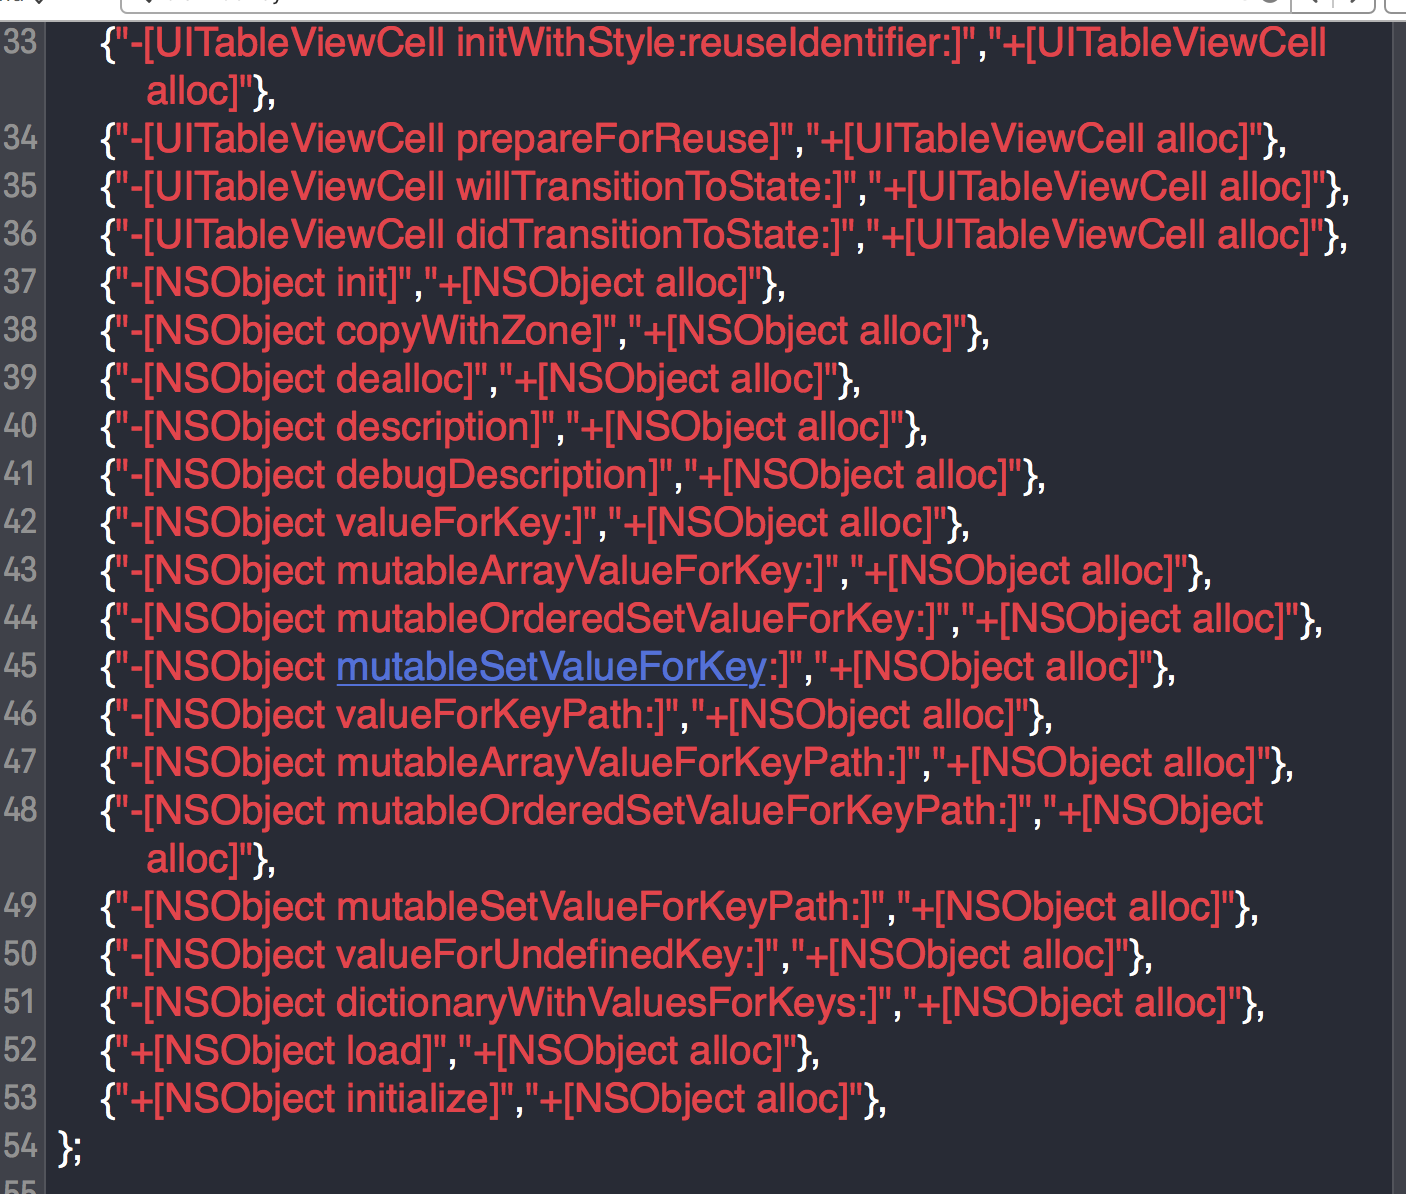 33 {"-[UITableViewCell initWithStyle:reuseIdentifier:]","+[UITableViewCell
alloc]"},
34 {"-[UITableViewCell prepareForReuse]","+[UITableViewCell alloc]"},
35 {"-[UITableViewCell willTransitionToState:]","+[UITableViewCell alloc]"},
36 {"-[UITableViewCell didTransitionToState:]","+[UITableViewCell alloc]"},
37 {"-[NSObject init]","+[NSObject alloc]"},
38 {"-[NSObject copyWithZone]","+[NSObject alloc]"},
39 {"-[NSObject dealloc]","+[NSObject alloc]"},
40 {"-[NSObject description]","+[NSObject alloc]"},
41 {"-[NSObject debugDescription]","+[NSObject alloc]"},
42 {"-[NSObject valueForKey:]","+[NSObject alloc]"},
43 {"-[NSObject mutableArrayValueForKey:]","+[NSObject alloc]"},
44 {"-[NSObject mutableOrderedSetValueForKey:]","+[NSObject alloc]"},
45 {"-[NSObject mutableSetValueForKey:]","+[NSObject alloc]"},
46 {"-[NSObject valueForKeyPath:]","+[NSObject alloc]"},
47 {"-[NSObject mutableArrayValueForKeyPath:]","+[NSObject alloc]"},
48 {"-[NSObject mutableOrderedSetValueForKeyPath:]","+[NSObject
alloc]"},
49 {"-[NSObject mutableSetValueForKeyPath:]","+[NSObject alloc]"},
50 {"-[NSObject valueForUndefinedKey:]","+[NSObject alloc]"},
51 {"-[NSObject dictionaryWithValuesForKeys:]","+[NSObject alloc]"},
52 {"+[NSObject load]","+[NSObject alloc]"},
53 {"+[NSObject initialize]","+[NSObject alloc]"},
54 };
55